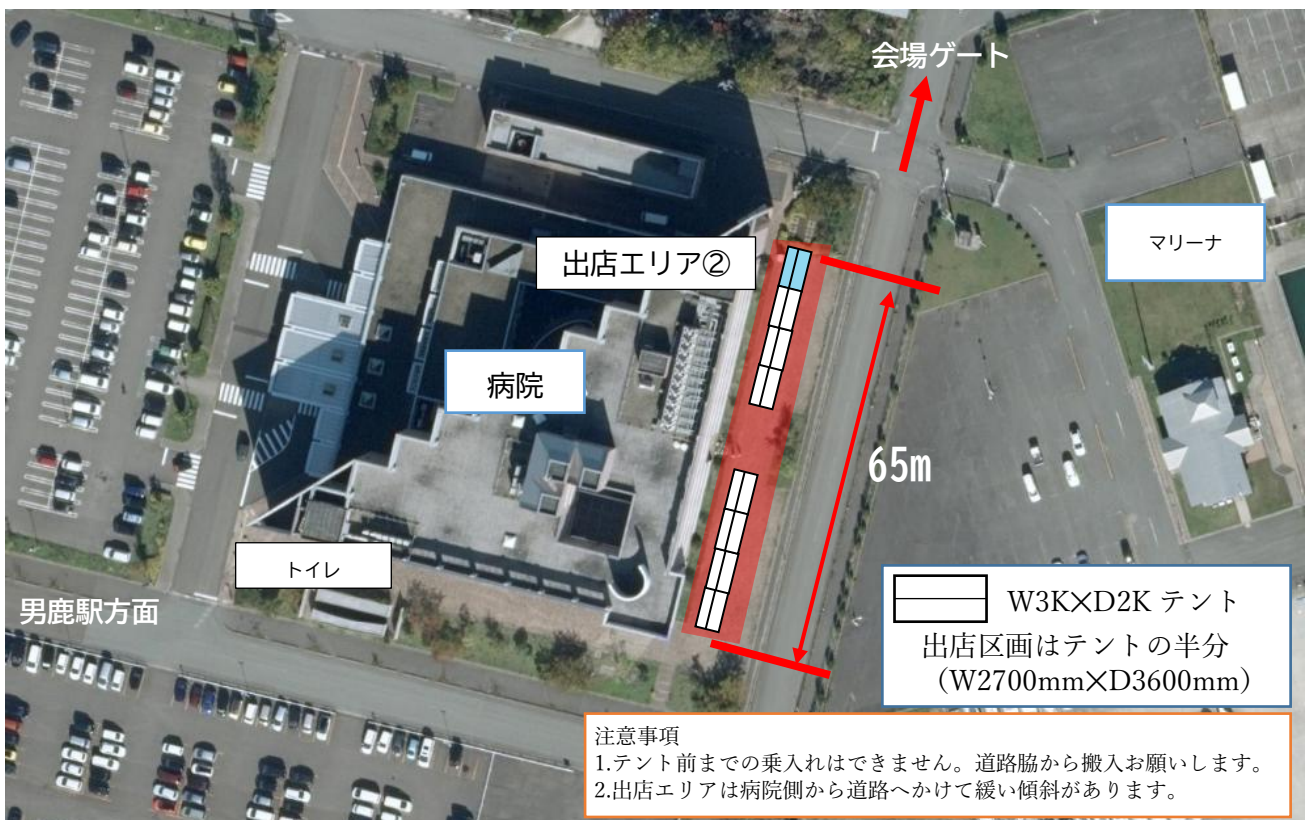 会場ゲート
マリーナ
出店エリア②
病院
65m
トイレ
男鹿駅方面
W3K×D2K テント
出店区画はテントの半分
（W2700mm×D3600mm）
注意事項
1.テント前までの乗入れはできません。道路脇から搬入お願いします。
2.出店エリアは病院側から道路へかけて緩い傾斜があります。